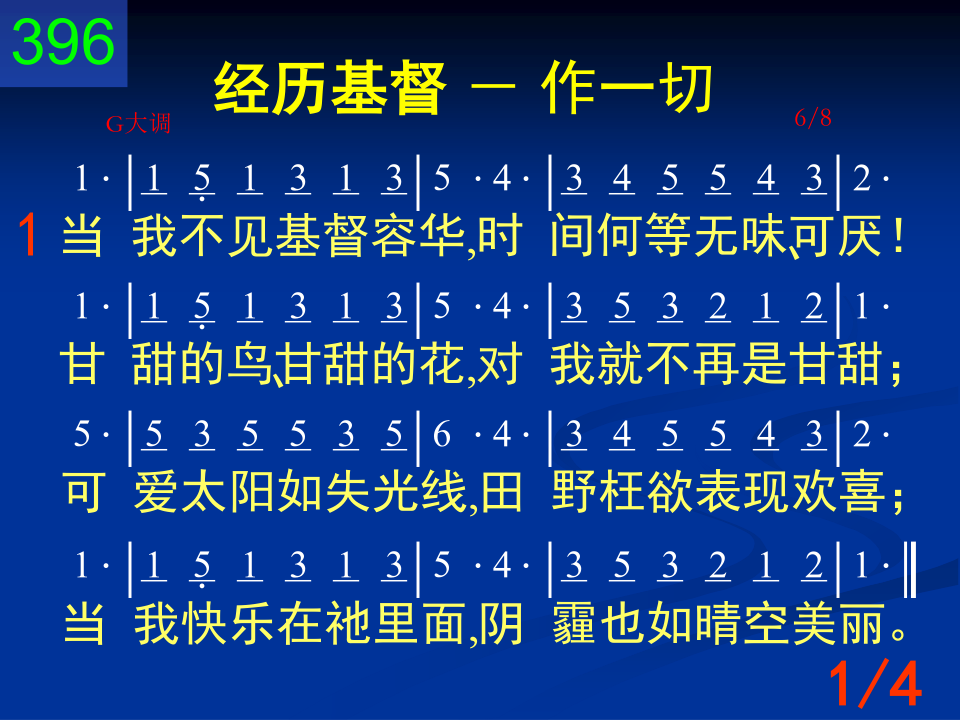 396
经历基督 － 作一切
G大调 6/8
1 · | 1 5 1 3 1 3 | 5 · 4 · | 3 4 5 5 4 3 | 2 ·
1 当 我不见基督容华,时 间何等无味、可厌！
1 · | 1 5 1 3 1 3 | 5 · 4 · | 3 5 3 2 1 2 | 1 ·
甘 甜的鸟、甘甜的花,对 我就不再是甘甜；
5 · | 5 3 5 5 3 5 | 6 · 4 · | 3 4 5 5 4 3 | 2 ·
可 爱太阳如失光线,田 野枉欲表现欢喜；
1 · | 1 5 1 3 1 3 | 5 · 4 · | 3 5 3 2 1 2 | 1 · ‖
当 我快乐在祂里面,阴 霾也如晴空美丽。
1/4